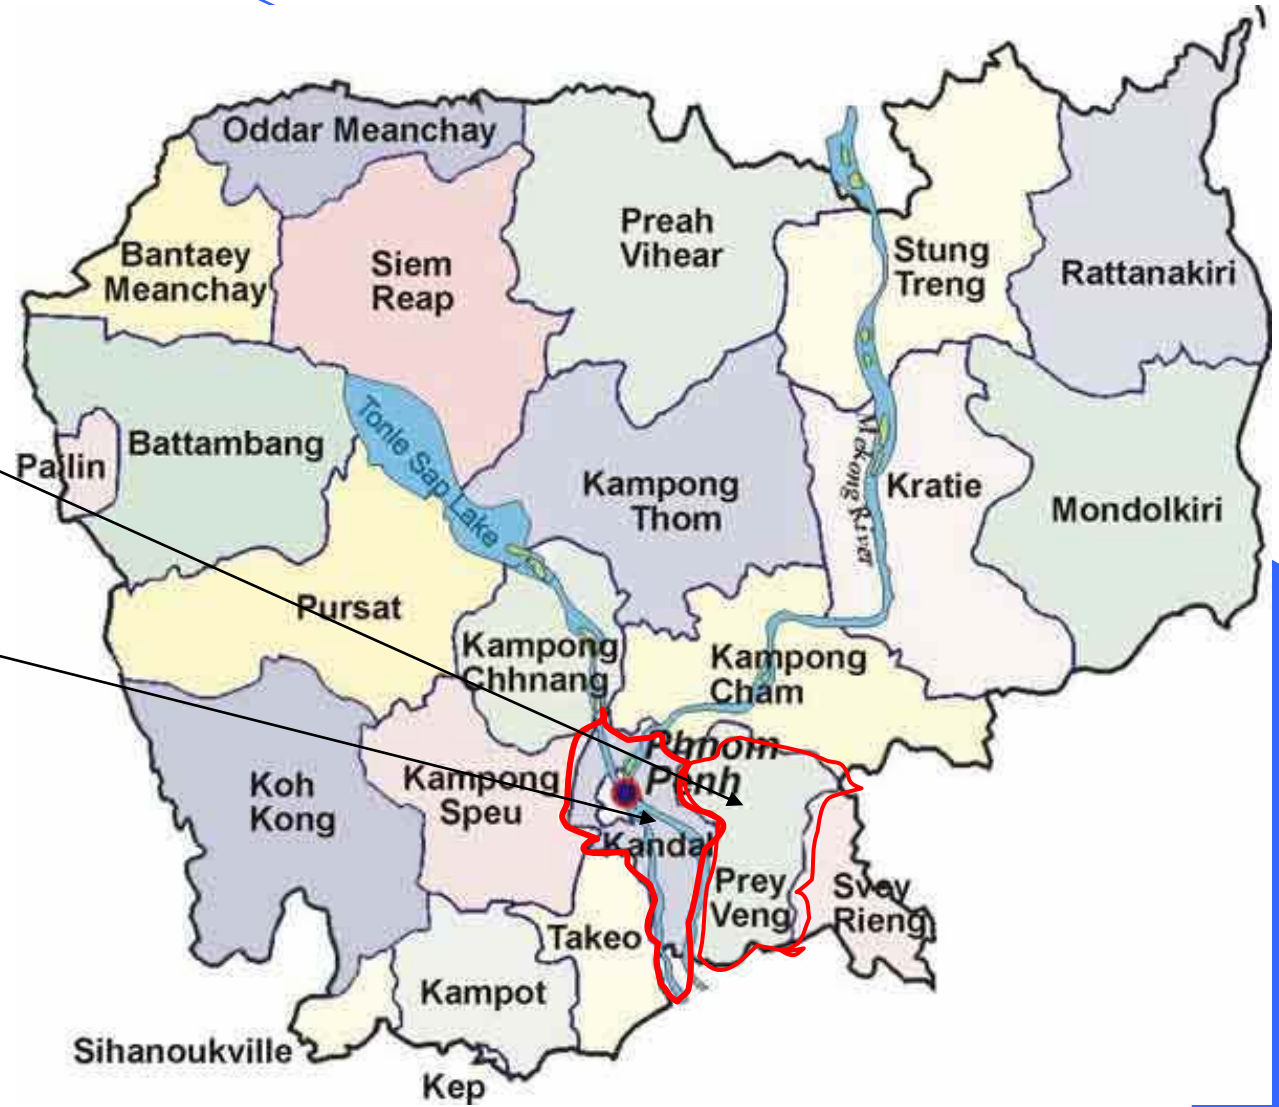 Oddar Meanchay
Preah
Vihear
Bantaey
Meanchay
Siem
Reap
Stung
Treng
Rattanakiri
Tonle Sap Lake
Mekong River
Battambang
Pailin
Kampong
Thom
Kratie
Mondolkiri
Pursat
Kampong
Chhnang
Kampong
Cham
Phnom
Penh
Koh
Kong
Kampong
Speu
Kandal
Prey
Veng
Svey
Rieng
Takeo
Kampot
Sihanoukville
Kep